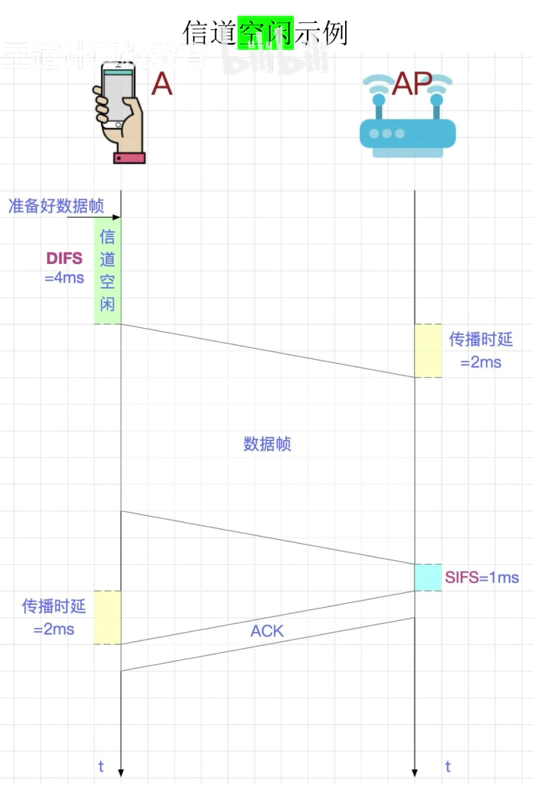 信道空闲示例
A
AP
准备好数据帧
DIFS
=4ms
信
道
空
闲
传播时延
=2ms
数据帧
SIFS=1ms
传播时延
=2ms
ACK
t
t